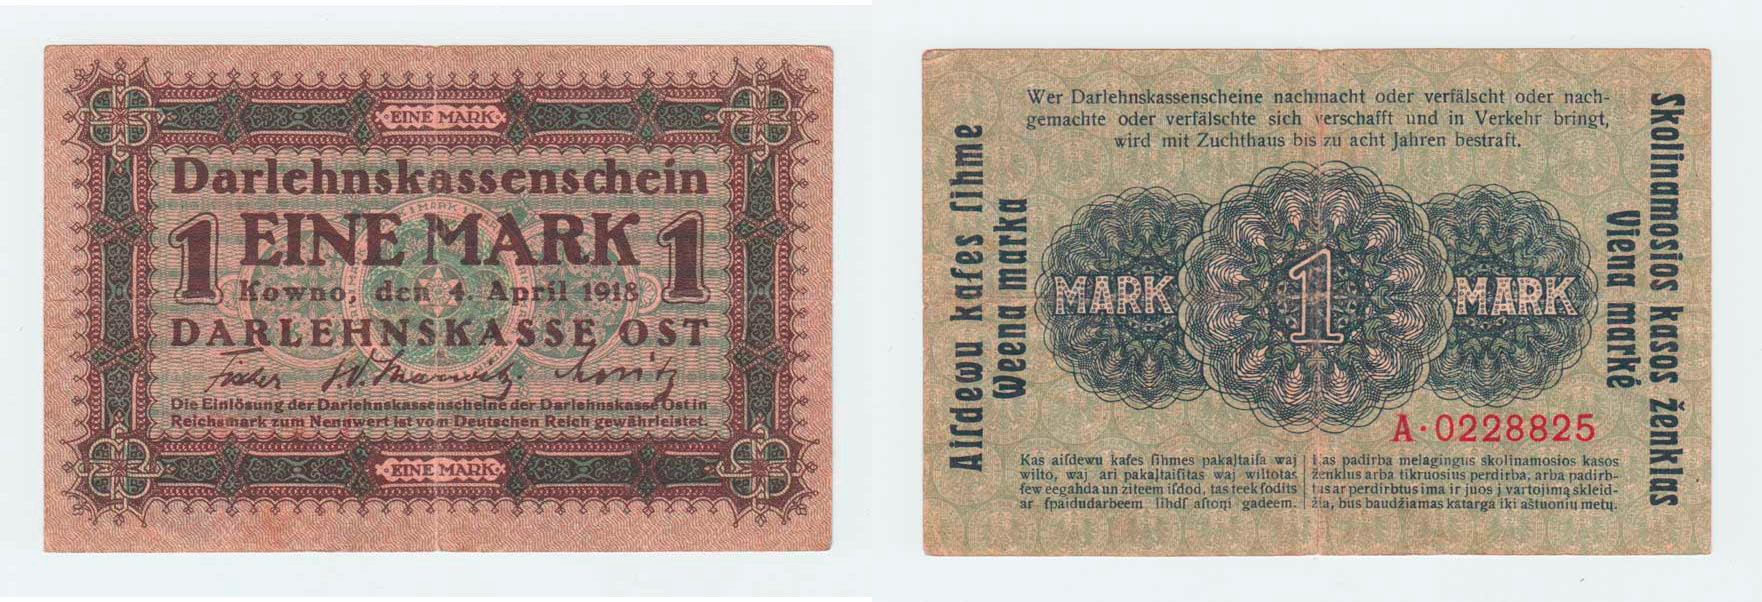 EINE MARK
Darlehnskassenschein
1 EINE MARK 1
Kowno, den 4. April 1918
DARLEHNSKASSE OST
Fischer
Die Einlösung der Darlehnskassenscheine der Darlehnskasse Ost in
Reichsmark zum Nennwert ist vom Deutschen Reich gewährleistet.
EINE MARK
Wer Darlehnskassenscheine nachmacht oder verfälscht oder nach-
gemachte oder verfälschte sich verschafft und in Verkehr bringt,
wird mit Zuchthaus bis zu acht Jahren bestraft.
Aiſdewu kaſes ſihme
Weena marka
MARK 1 MARK
Skolinamosios kasos ženklas
Viena markė
A·0228825
Kas aiſdewu kaſes ſihmes pakaļtaiſa waj
wilto, waj ari pakaļtaiſitas waj wiltotas
ſew eegahda un ziteem iſdod, tas teek ſodits
ar ſpaidudarbeem lihdſ aſtoņi gadeem.
Kas padirba melagingus skolinamosios kasos
ženklus arba tikruosius perdirba, arba padirb-
tus ar perdirbtus ima ir juos į vartojimą skleid-
žia, bus baudžiamas katorga iki aštuonių metų.